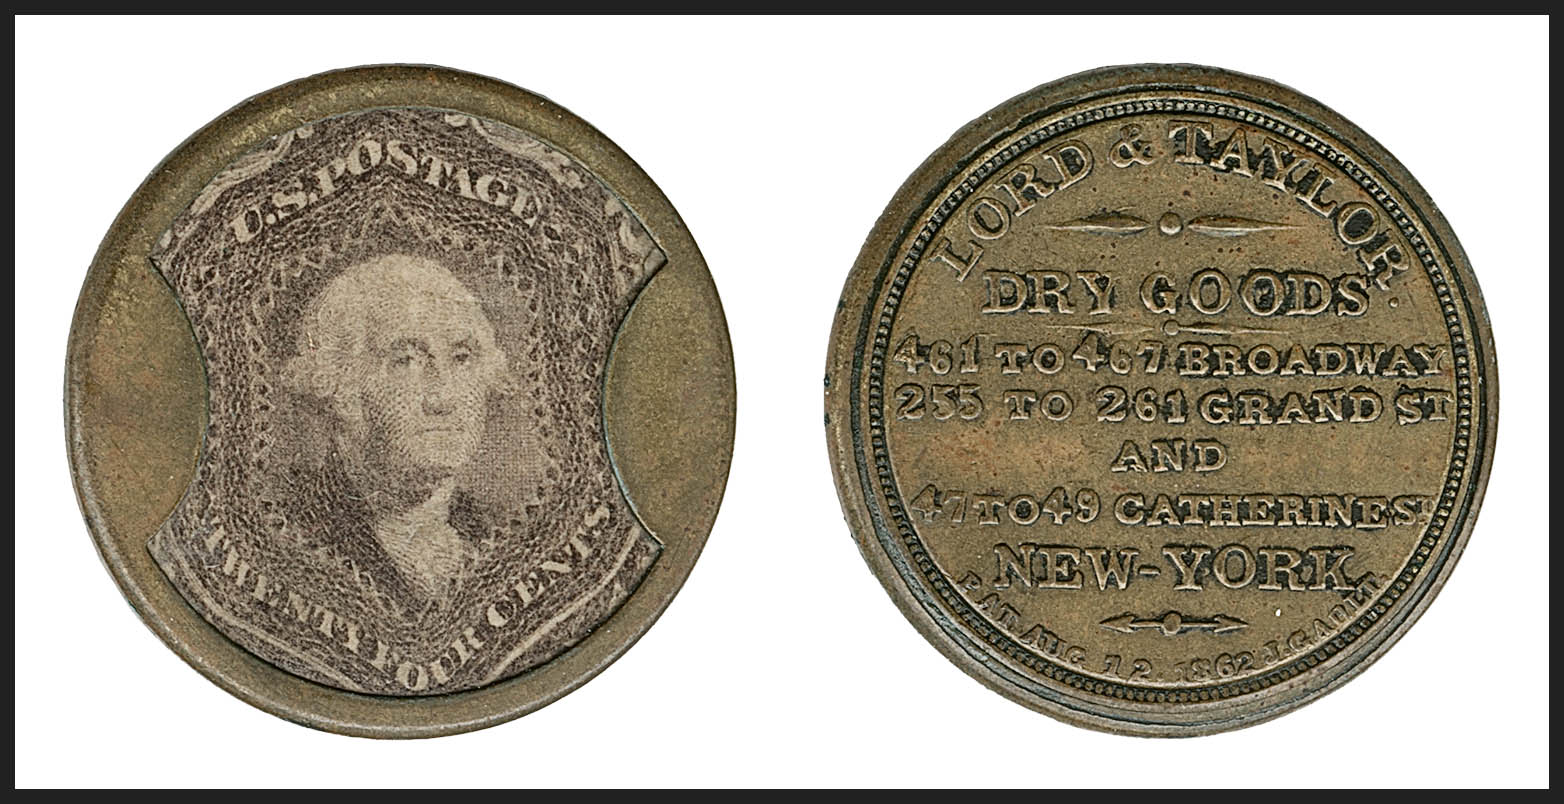 U.S. POSTAGE
TWENTY FOUR CENTS.
LORD & TAYLOR.
DRY GOODS
461 TO 467 BROADWAY
255 TO 261 GRAND ST
AND
47 TO 49 CATHERINE ST
NEW-YORK.
PAT. AUG 12. 1862 J. GAULT